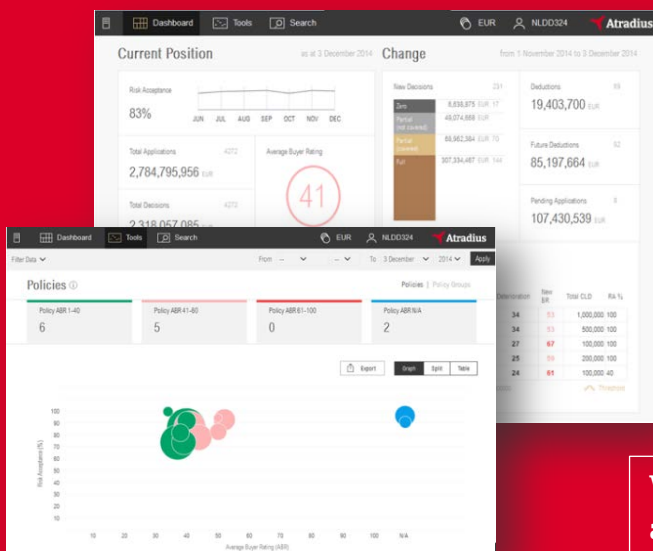 Dashboard Tools Search EUR NLDD324 Atradius
Current Position as at 3 December 2014
Risk Acceptance
83%
JUN JUL AUG SEP OCT NOV DEC
Total Applications 4272
2,784,795,956 EUR
Total Decisions 4272
2,318,057,085
Average Buyer Rating
41
Change from 1 November 2014 to 3 December 2014
New Decisions 231
Zero 6,638,875 EUR 17
Partial (not covered) 49,074,669 EUR
Partial (covered) 69,962,364 EUR 70
Full 307,334,467 EUR 144
Deductions
19,403,700 EUR
Future Deductions
85,197,664 EUR
Pending Applications
107,430,539 EUR
Deterioration New BR Total CLD RA %
34 53 1,000,000 100
34 53 500,000 100
27 67 100,000 100
25 59 200,000 100
24 61 100,000 40
Threshold
Dashboard Tools Search EUR NLDD324 Atradius
Filter Data From -- -- To 3 December 2014 Apply
Policies Policies | Policy Groups
Policy ABR 1-40
6
Policy ABR 41-60
5
Policy ABR 61-100
0
Policy ABR N/A
2
Export Graph Split Table
Risk Acceptance (%)
100
90
80
70
60
50
40
30
20
10
10 20 30 40 50 60 70 80 90 100 N/A
Average Buyer Rating (ABR)